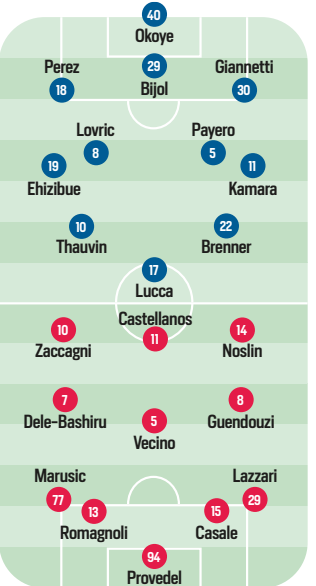 40
Okoye
Perez 29 Giannetti
18 Bijol 30
Lovric Payero
19 8 5 11
Ehizibue Kamara
10 22
Thauvin Brenner
17
Lucca
Castellanos
10 11 14
Zaccagni Noslin
7 8
Dele-Bashiru 5 Guendouzi
Vecino
Marusic Lazzari
77 13 15 29
Romagnoli Casale
94
Provedel